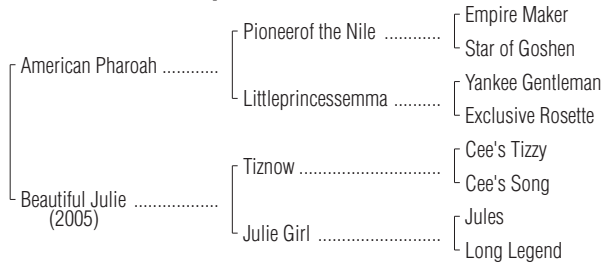 Empire Maker
Pioneerof the Nile ............
Star of Goshen
American Pharoah ............
Yankee Gentleman
Littleprincessemma ..........
Exclusive Rosette
Cee's Tizzy
Tiznow ..............................
Cee's Song
Beautiful Julie ..................
(2005)
Jules
Julie Girl ..........................
Long Legend